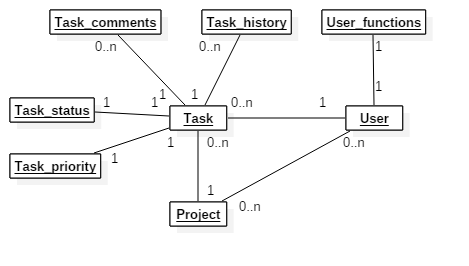 Task_comments
Task_history
User_functions
0..n
0..n
1
1
1
1
1
1
0..n
1
Task_status
Task
User
1
0..n
0..n
1
Task_priority
1
0..n
Project